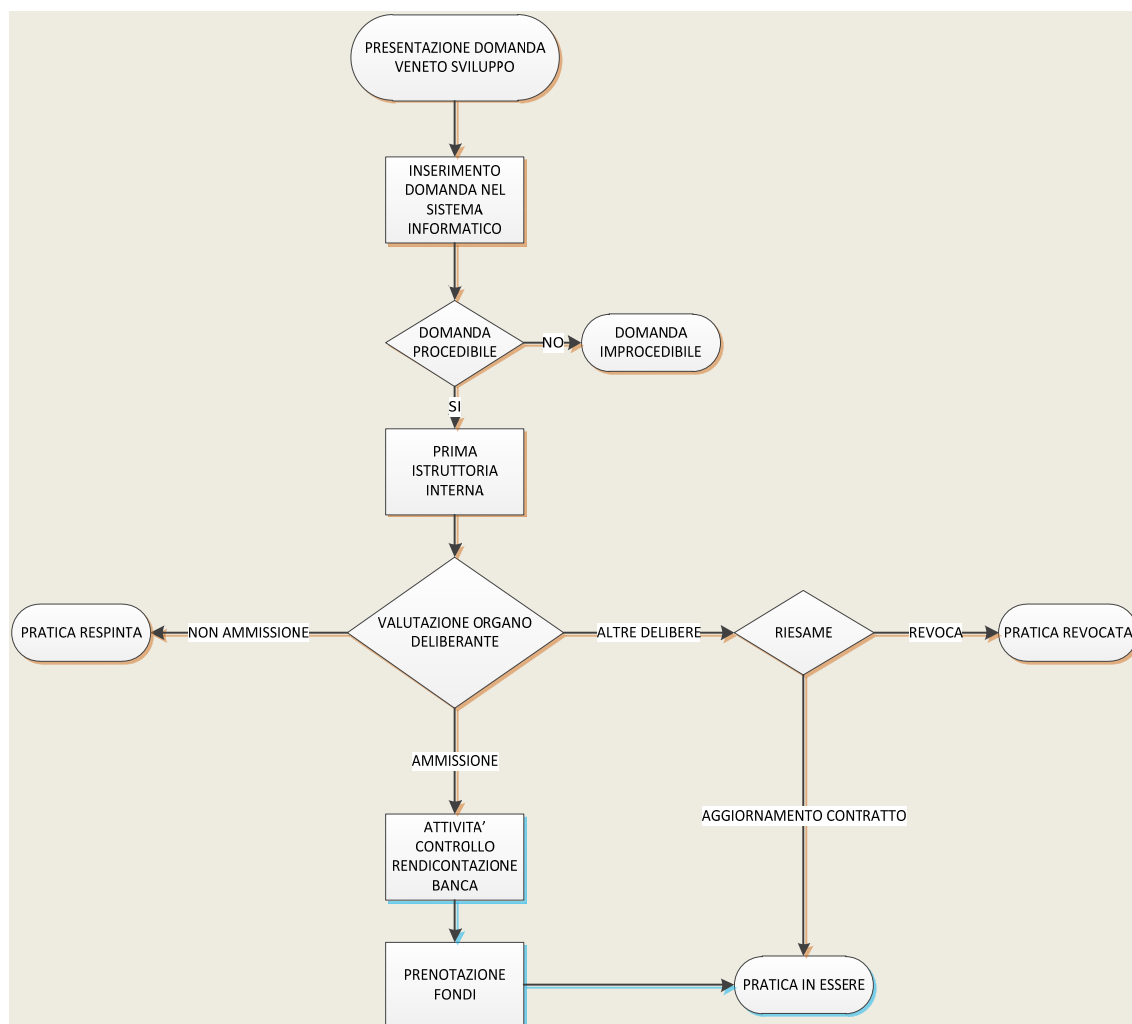 PRESENTAZIONE DOMANDA
VENETO SVILUPPO
INSERIMENTO
DOMANDA NEL
SISTEMA
INFORMATICO
DOMANDA
PROCEDIBILE
NO
DOMANDA
IMPROCEDIBILE
SI
PRIMA
ISTRUTTORIA
INTERNA
PRATICA RESPINTA
NON AMMISSIONE
VALUTAZIONE ORGANO
DELIBERANTE
ALTRE DELIBERE
RIESAME
REVOCA
PRATICA REVOCATA
AMMISSIONE
AGGIORNAMENTO CONTRATTO
ATTIVITA’
CONTROLLO
RENDICONTAZIONE
BANCA
PRENOTAZIONE
FONDI
PRATICA IN ESSERE